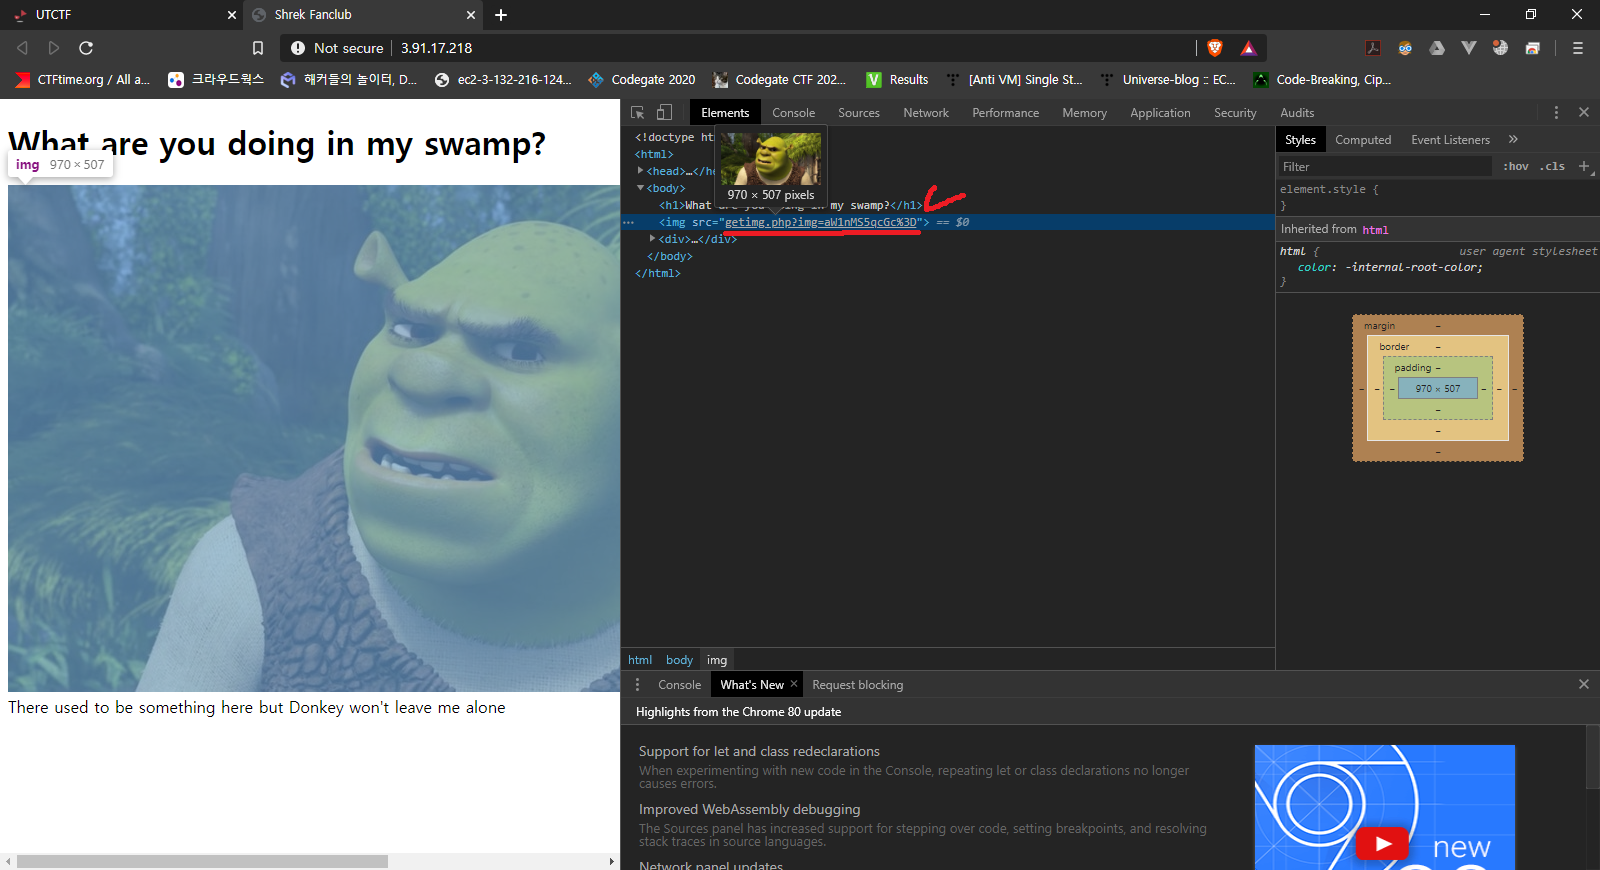 UTCTF
Shrek Fanclub
Not secure
3.91.17.218
CTFtime.org / All a...
크라우드웍스
해커들의 놀이터, D...
ec2-3-132-216-124...
Codegate 2020
Codegate CTF 202...
Results
[Anti VM] Single St...
Universe-blog :: EC...
Code-Breaking, Cip...
What are you doing in my swamp?
img 970 × 507
There used to be something here but Donkey won't leave me alone
Elements Console Sources Network Performance Memory Application Security Audits
<!doctype ht
<html>
<head>…</he
<body>
<h1>What are you doing in my swamp?</h1>
<img src="getimg.php?img=aW1nMS5qcGc%3D"> == $0
<div>…</div>
</body>
</html>
970 × 507 pixels
html body img
Styles Computed Event Listeners »
Filter :hov .cls +
element.style {
}
Inherited from html
html { user agent stylesheet
color: -internal-root-color;
}
margin –
border –
padding –
– – – 970 × 507 – – –
–
–
–
Console What's New × Request blocking
Highlights from the Chrome 80 update
Support for let and class redeclarations
When experimenting with new code in the Console, repeating let or class declarations no longer
causes errors.
Improved WebAssembly debugging
The Sources panel has increased support for stepping over code, setting breakpoints, and resolving
stack traces in source languages.
Network panel updates
new